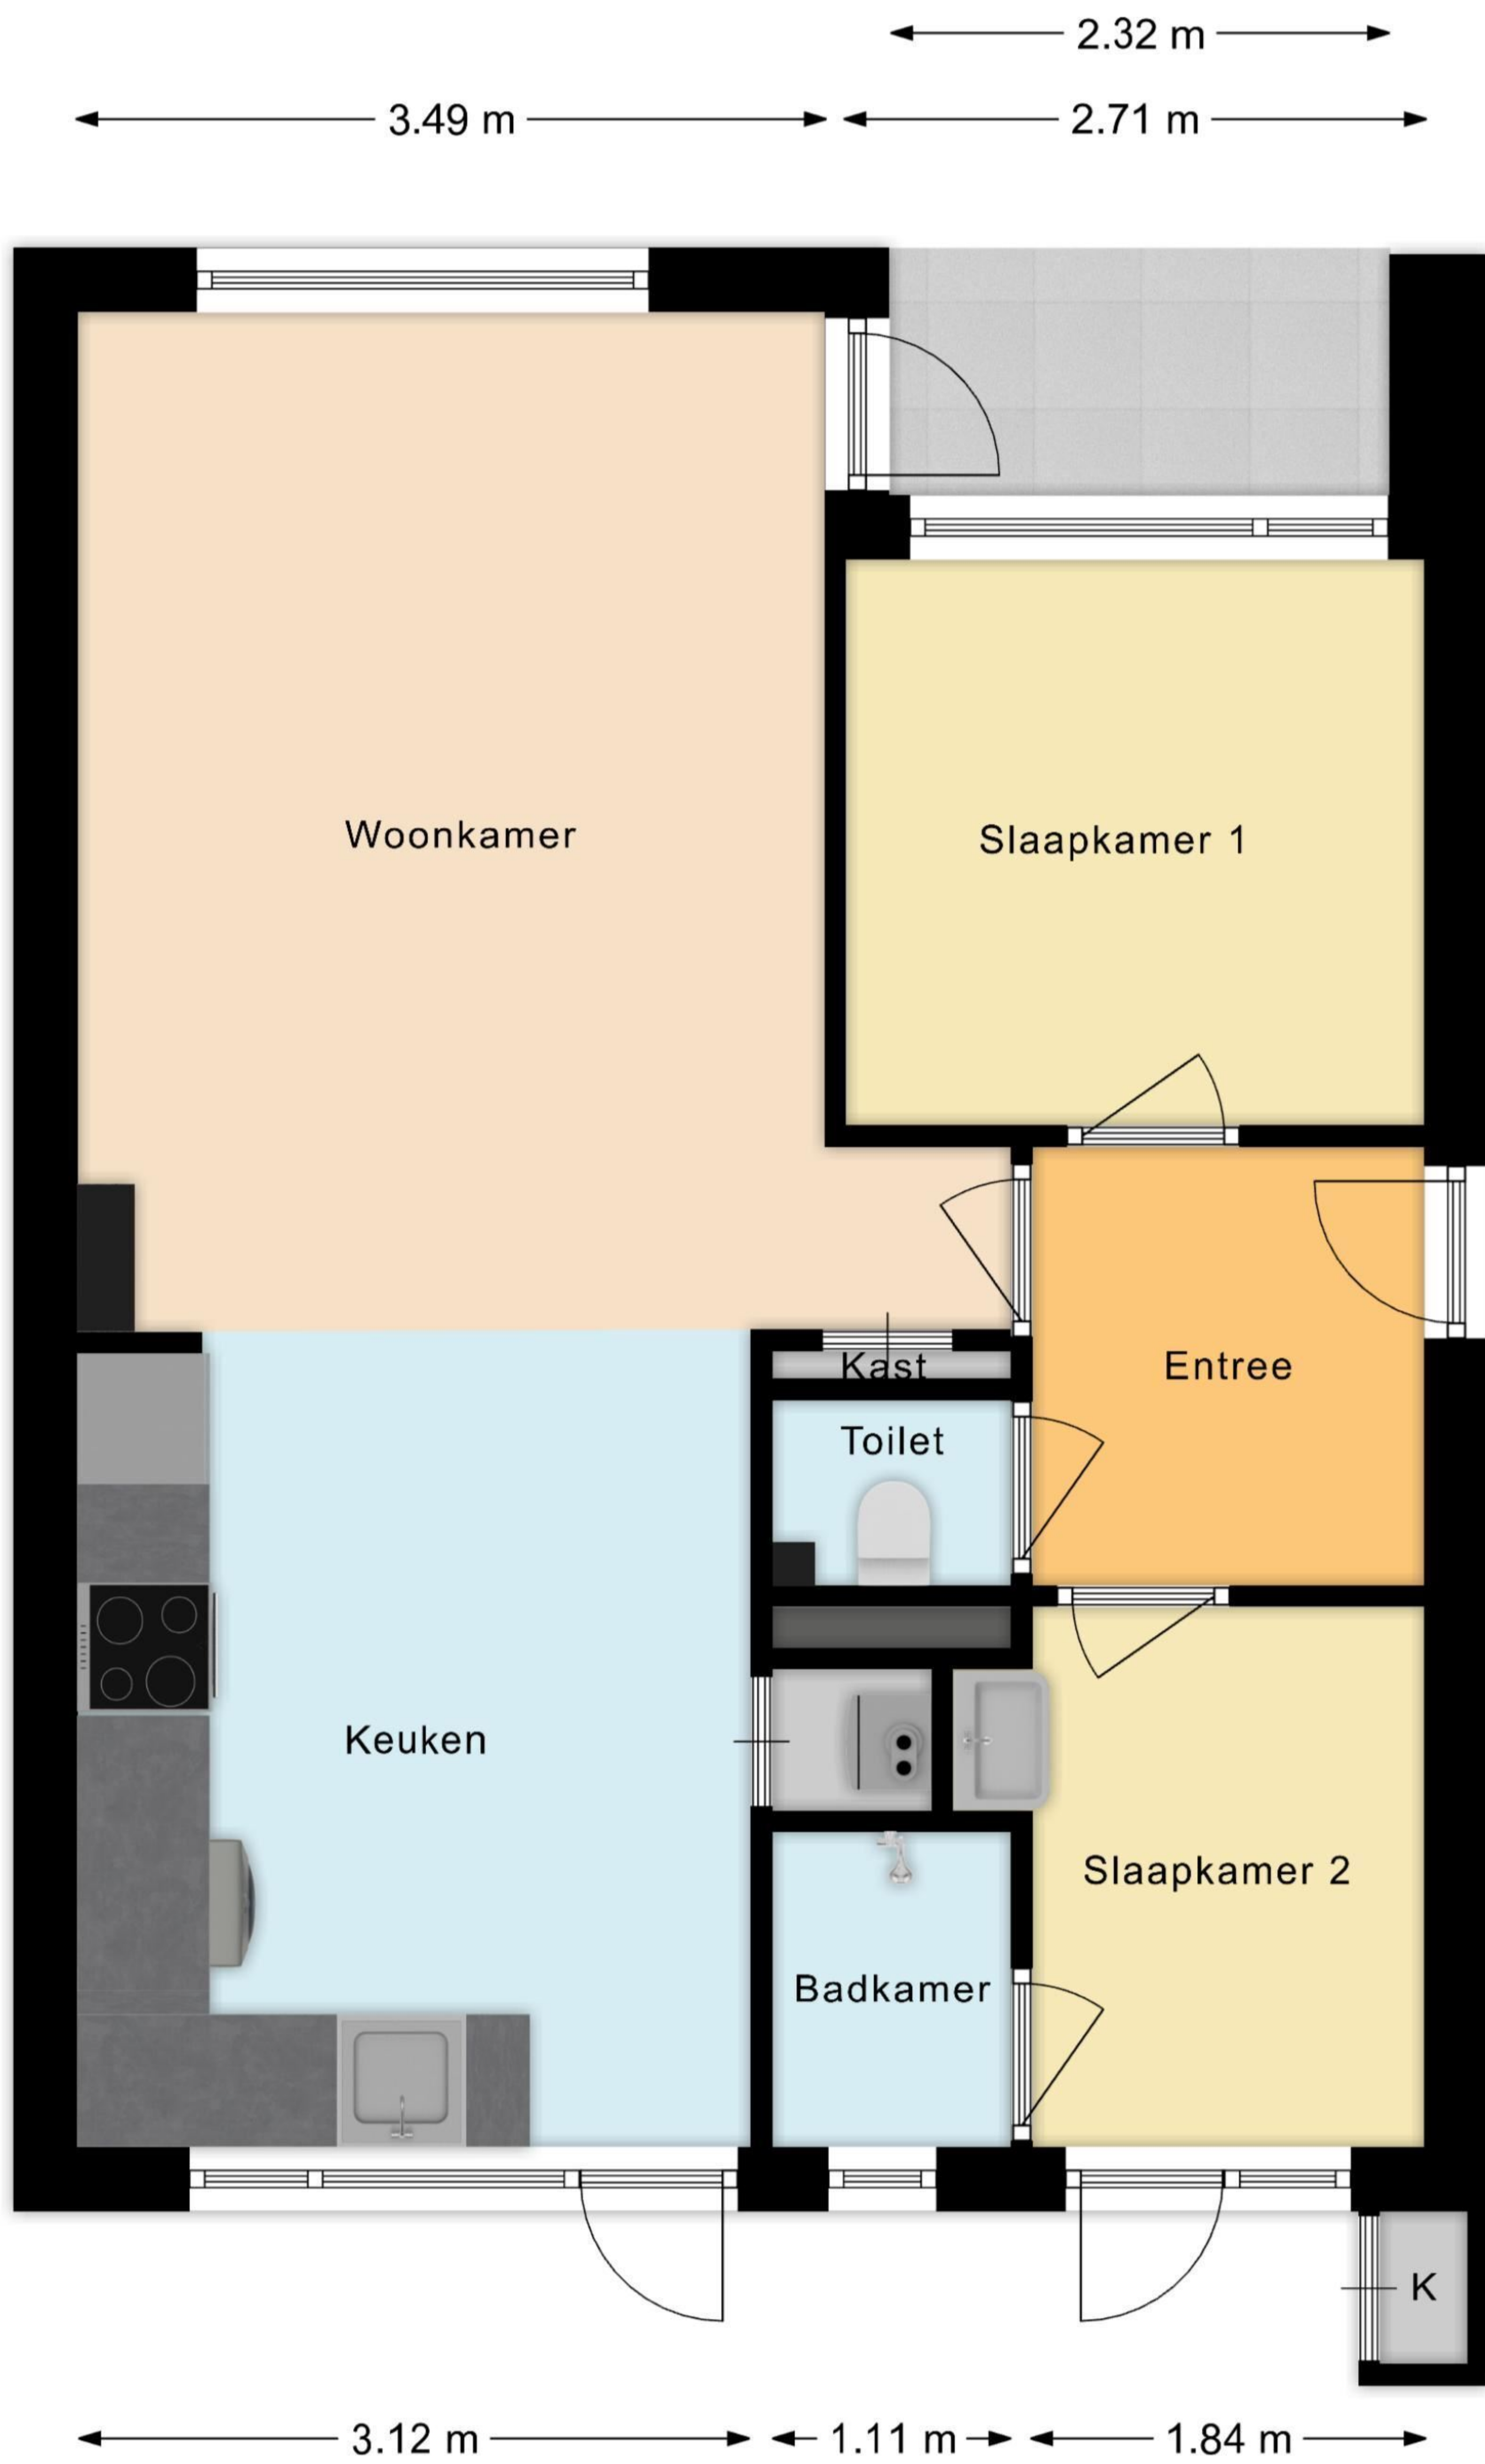 2.32 m
3.49 m
2.71 m
Woonkamer
Slaapkamer 1
Kast
Entree
Toilet
Keuken
Slaapkamer 2
Badkamer
K
3.12 m
1.11 m
1.84 m